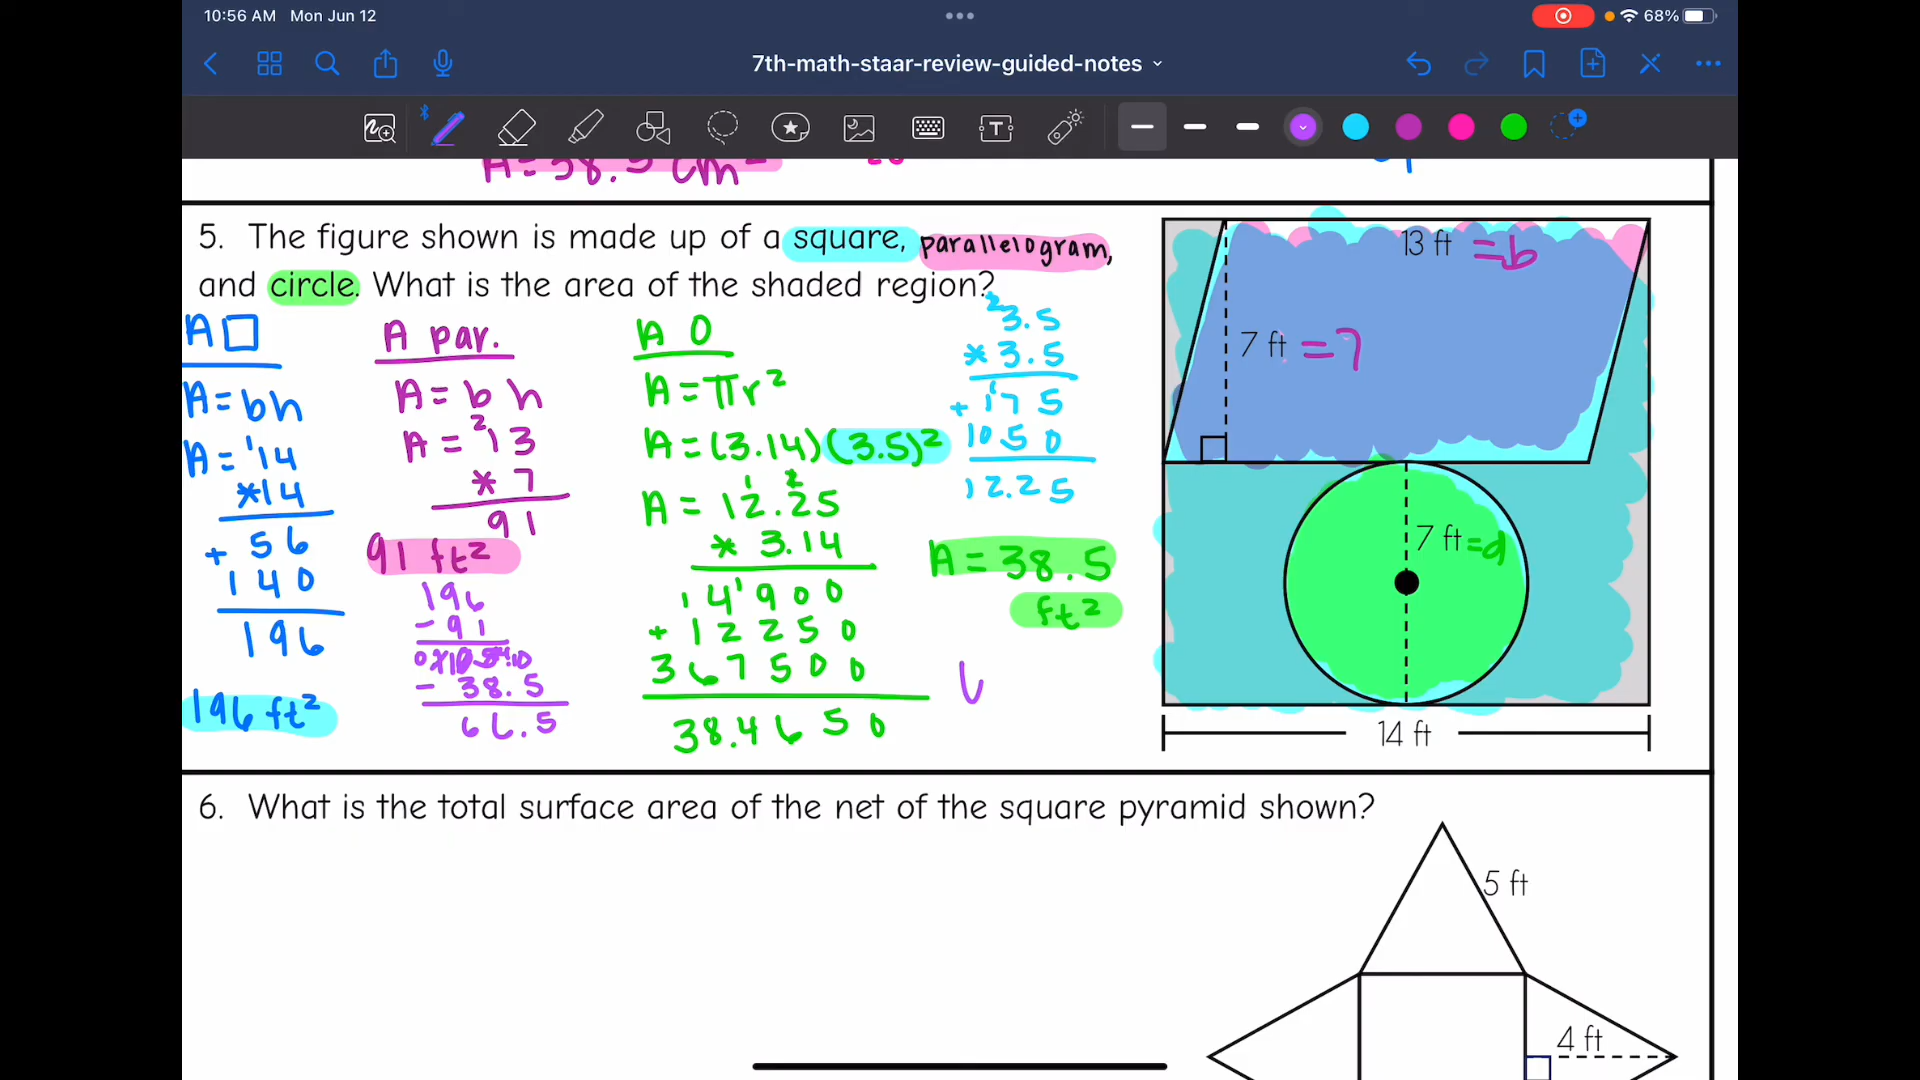 10:56 AM Mon Jun 12
68%
7th-math-staar-review-guided-notes
A = 38.5 cm
5. The figure shown is made up of a square, parallelogram,
and circle. What is the area of the shaded region?
A □
A = bh
A = 14
*14
56
+ 140
196
196 ft²
A par.
A = b h
A = 13
* 7
91
91 ft²
196
- 91
- 38.5
66.5
A O
A = πr²
A = (3.14)(3.5)²
A = 12.25
* 3.14
4900
+ 12250
367500
38.4650
3.5
* 3.5
+ 175
1050
12.25
A = 38.5
ft²
13 ft = b
7 ft = 7
7 ft = d
14 ft
6. What is the total surface area of the net of the square pyramid shown?
5 ft
4 ft